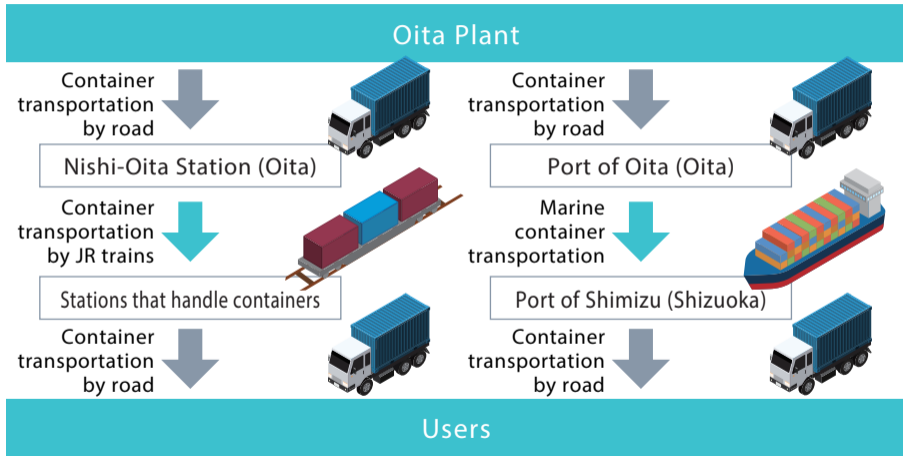 Oita Plant
Container
transportation
by road
Nishi-Oita Station (Oita)
Container
transportation
by JR trains
Stations that handle containers
Container
transportation
by road
Container
transportation
by road
Port of Oita (Oita)
Marine
container
transportation
Port of Shimizu (Shizuoka)
Container
transportation
by road
Users